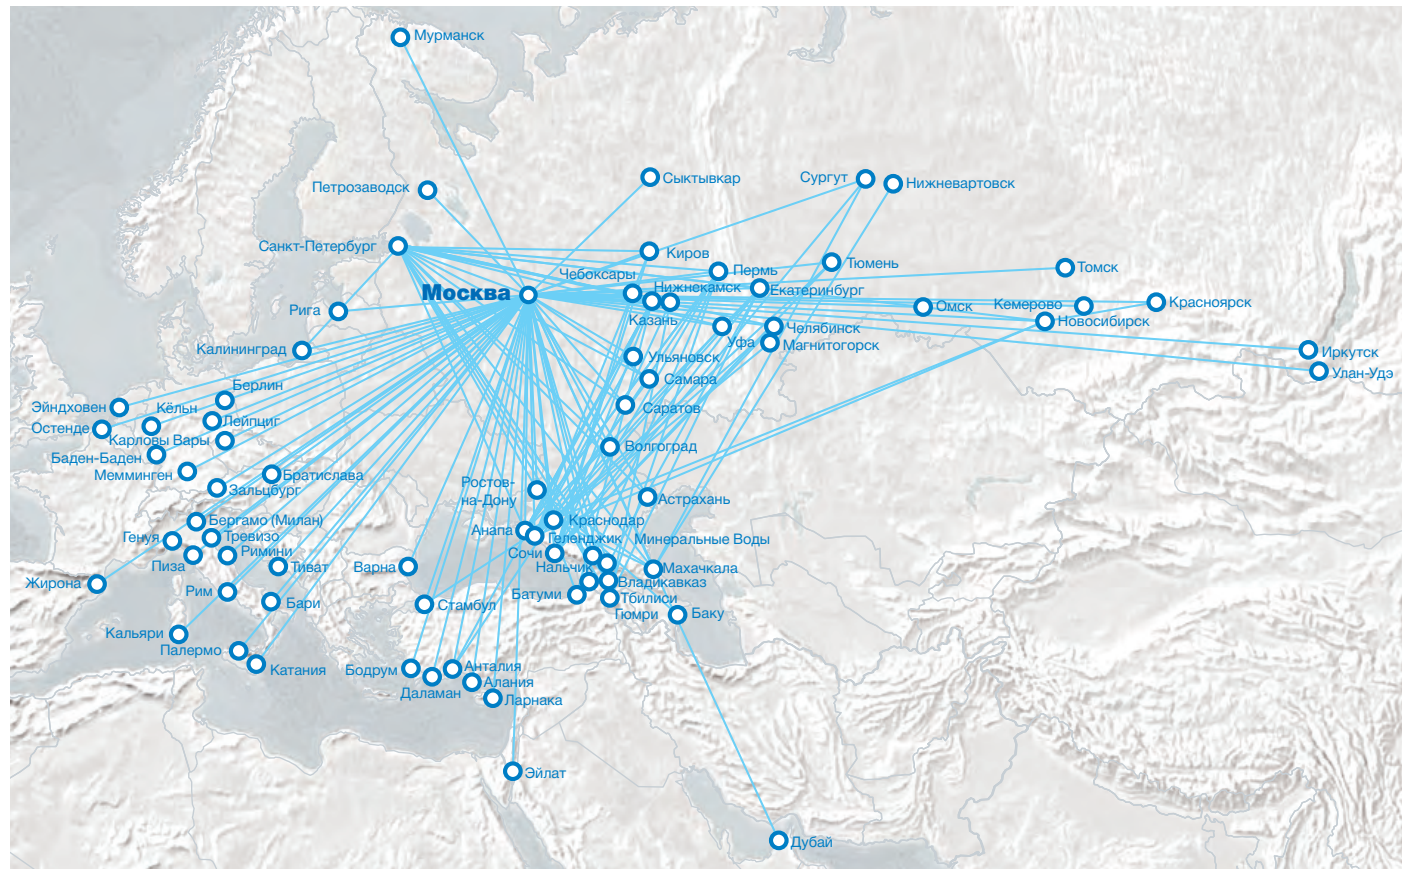 Мурманск
Сыктывкар
Сургут
Нижневартовск
Петрозаводск
Санкт-Петербург
Киров
Тюмень
Томск
Чебоксары
Пермь
Нижнекамск
Екатеринбург
Москва
Рига
Казань
Омск
Кемерово
Красноярск
Новосибирск
Челябинск
Уфа
Магнитогорск
Калининград
Ульяновск
Иркутск
Улан-Удэ
Самара
Берлин
Эйндховен
Кёльн
Саратов
Лейпциг
Остенде
Карловы Вары
Волгоград
Баден-Баден
Мемминген
Братислава
Зальцбург
Ростов-
на-Дону
Астрахань
Бергамо (Милан)
Краснодар
Анапа
Генуя
Тревизо
Геленджик
Минеральные Воды
Римини
Сочи
Пиза
Тиват
Варна
Нальчик
Махачкала
Жирона
Владикавказ
Рим
Батуми
Тбилиси
Бари
Стамбул
Гюмри
Баку
Кальяри
Палермо
Катания
Бодрум
Анталия
Алания
Даламан
Ларнака
Эйлат
Дубай